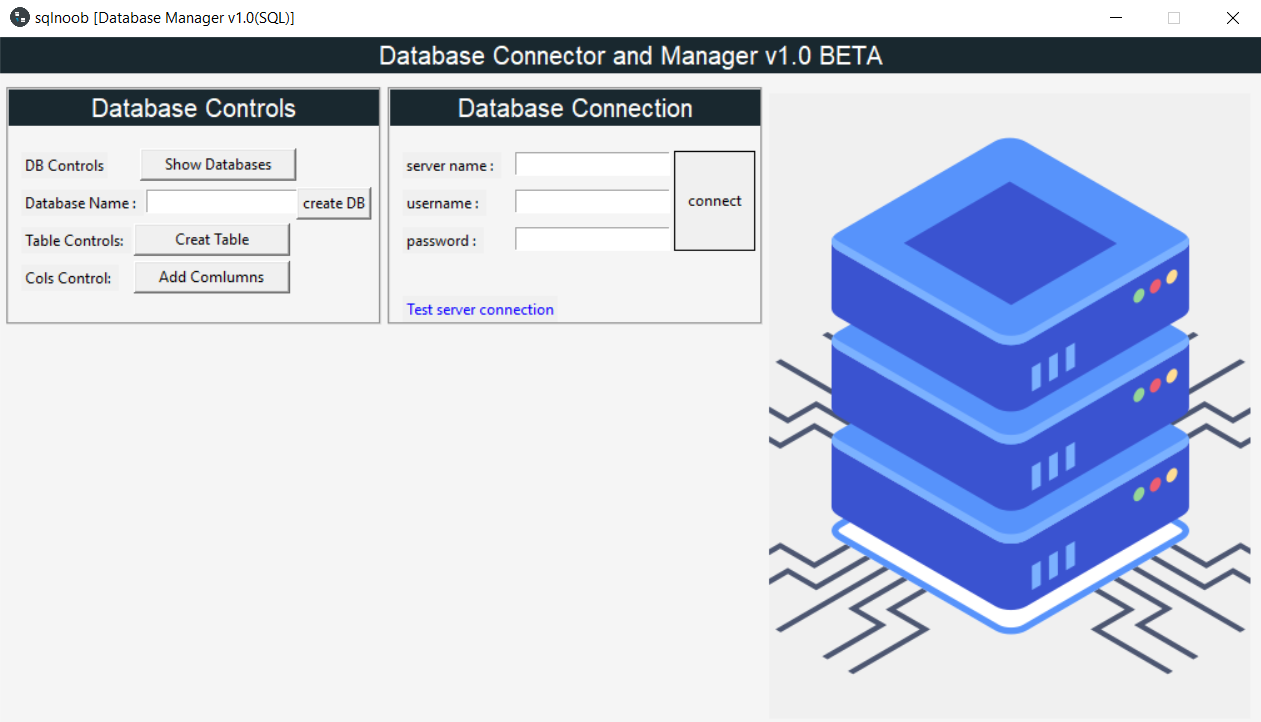 sqlnoob [Database Manager v1.0(SQL)]
Database Connector and Manager v1.0 BETA
Database Controls
DB Controls
Show Databases
Database Name :
create DB
Table Controls:
Creat Table
Cols Control:
Add Comlumns
Database Connection
server name :
username :
password :
connect
Test server connection